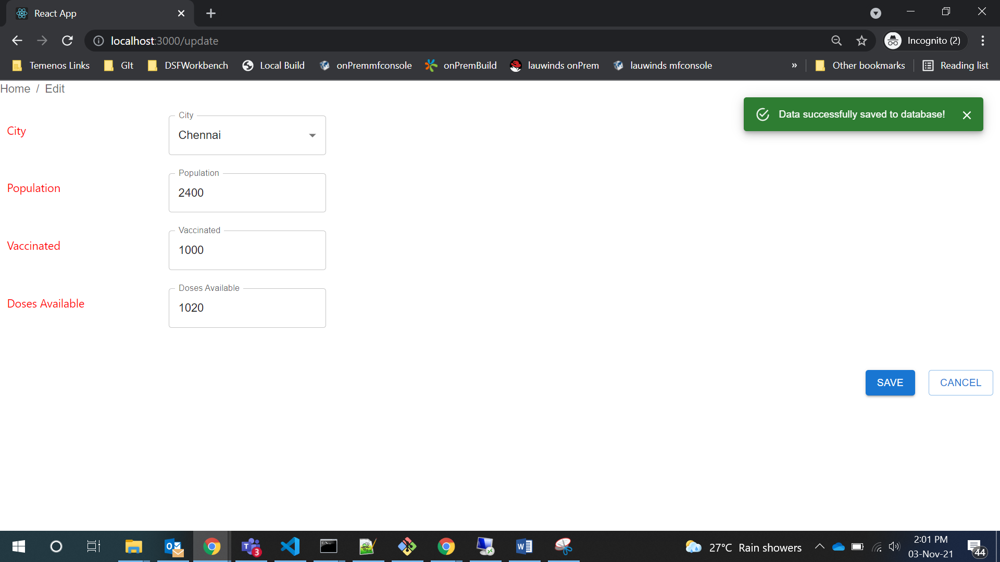 React App
localhost:3000/update
Incognito (2)
Temenos Links GIt DSFWorkbench Local Build onPremmfconsole onPremBuild lauwinds onPrem lauwinds mfconsole » Other bookmarks Reading list
Home / Edit
Data successfully saved to database!
City
City
Chennai
Population
Population
2400
Vaccinated
Vaccinated
1000
Doses Available
Doses Available
1020
SAVE CANCEL
3
27°C Rain showers
2:01 PM
03-Nov-21
44